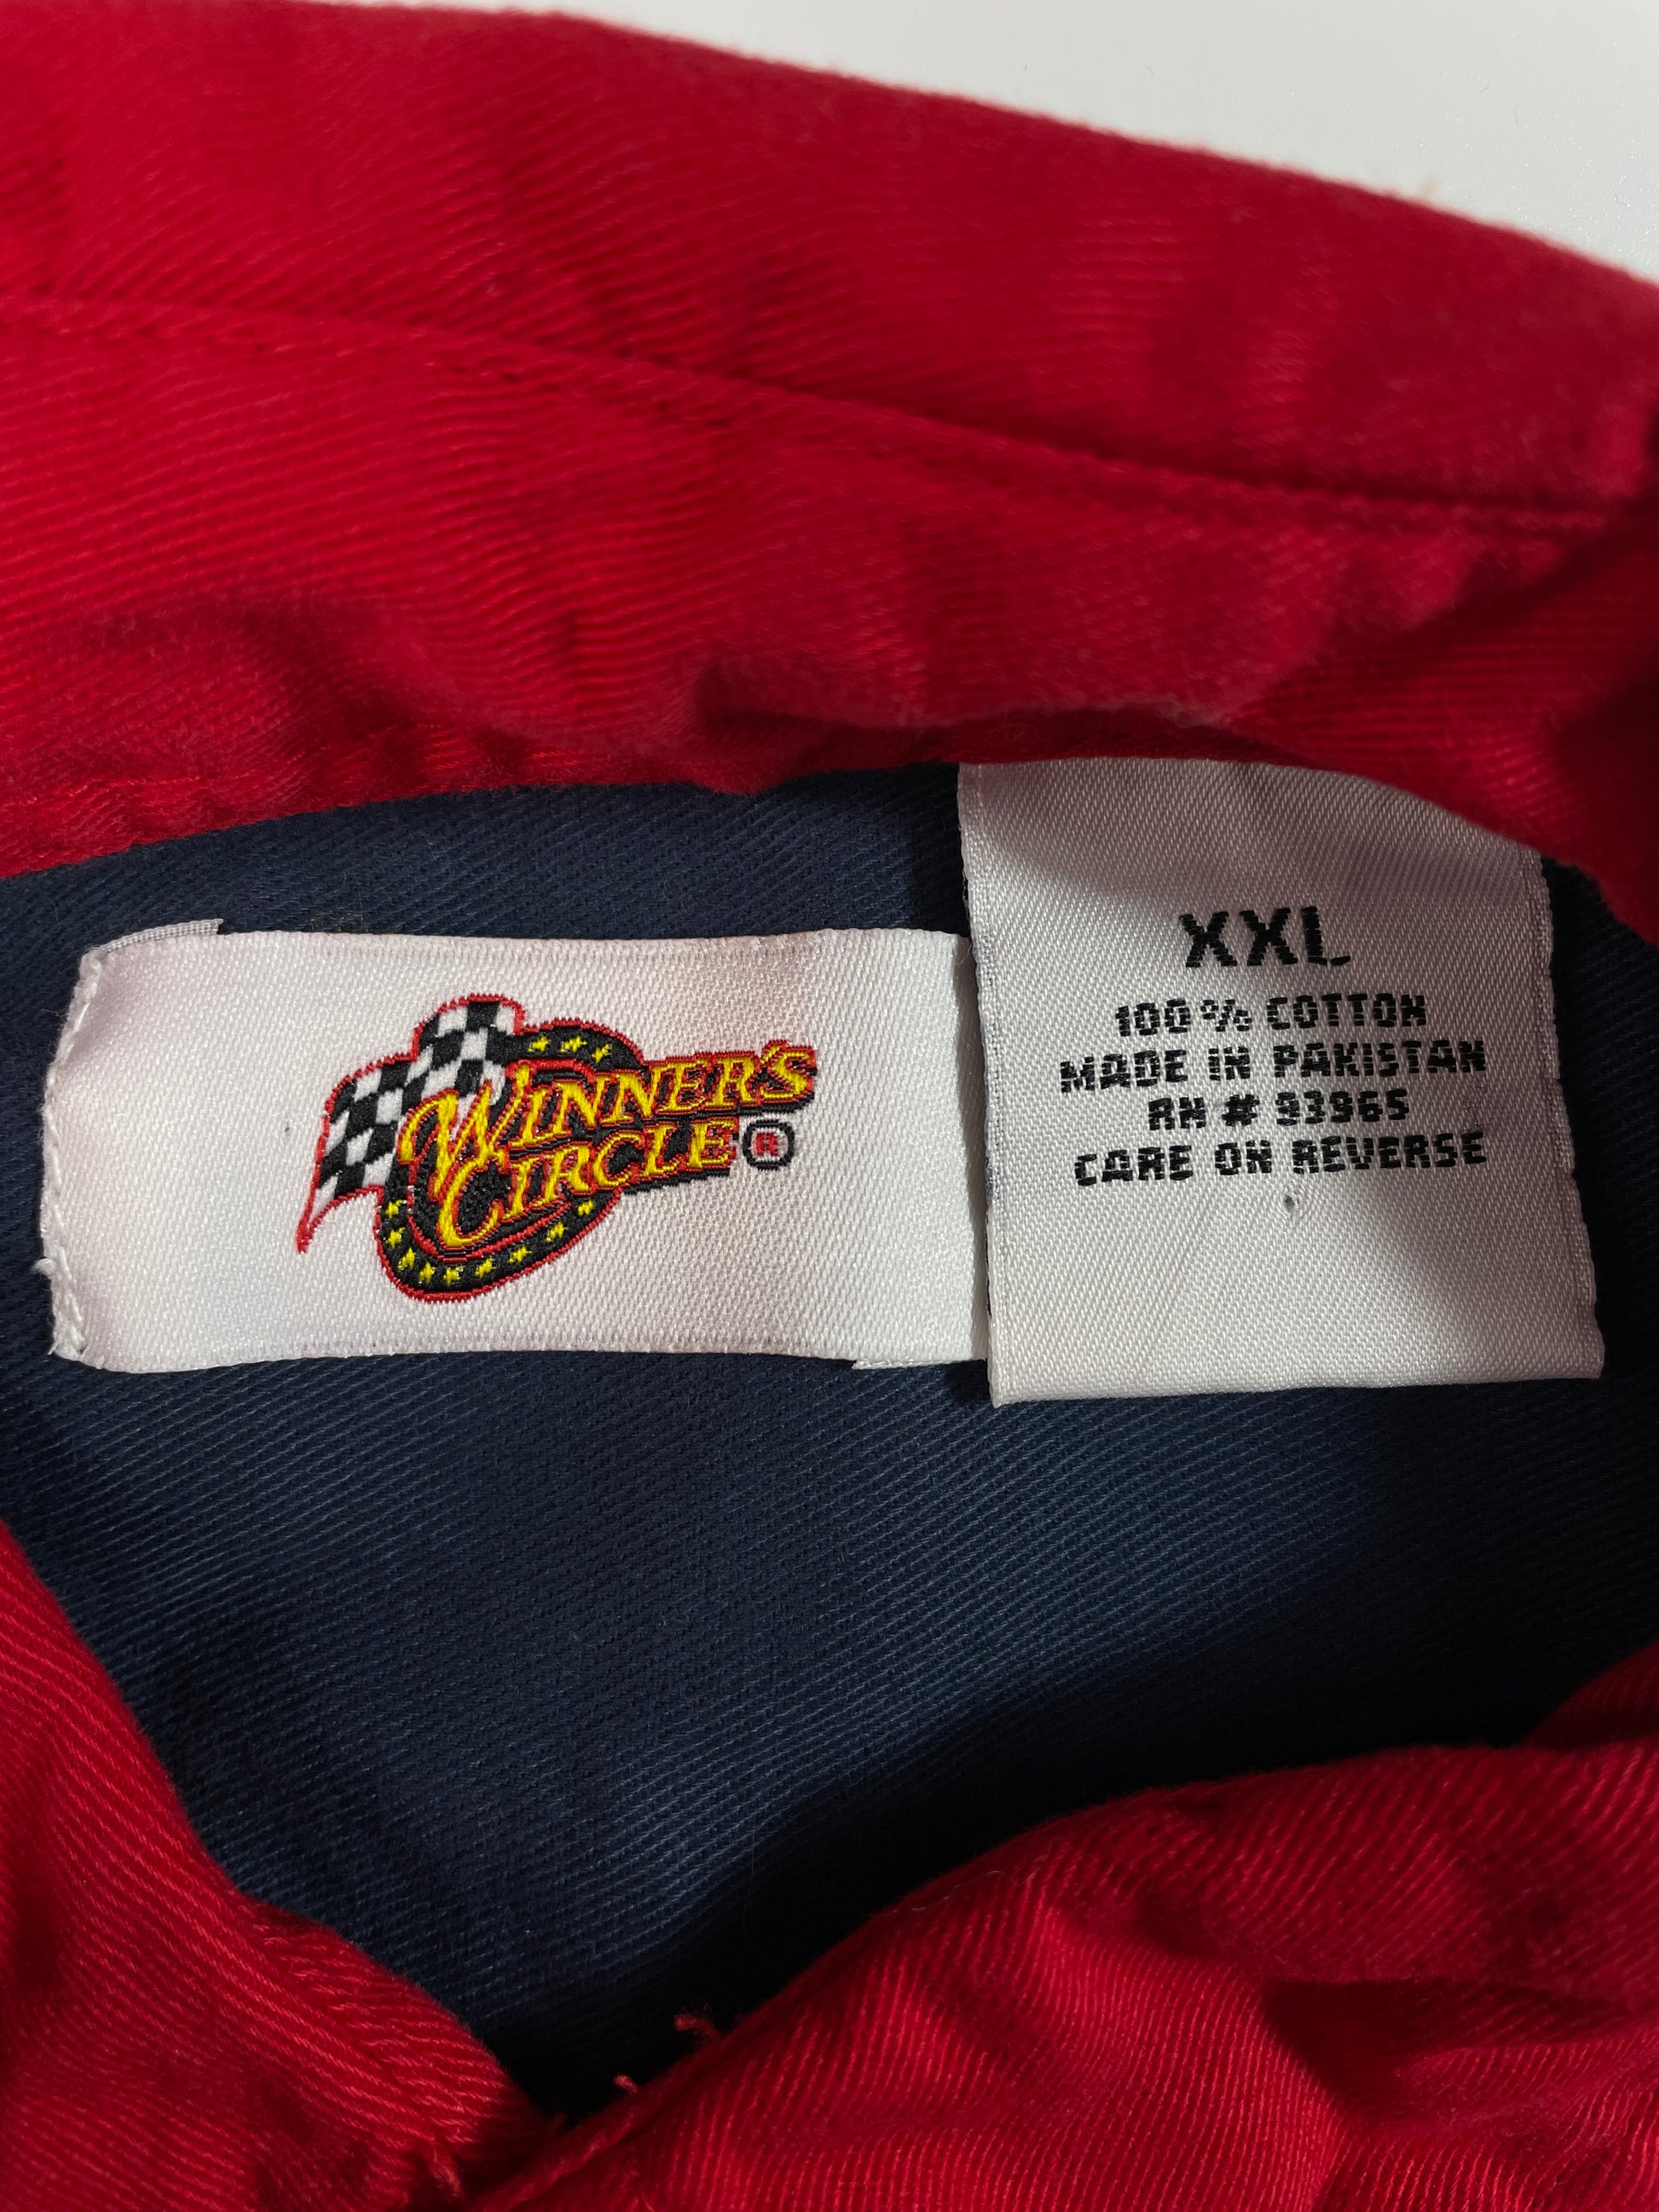 WINNER'S
CIRCLE®
XXL
100% COTTON
MADE IN PAKISTAN
RN # 93965
CARE ON REVERSE